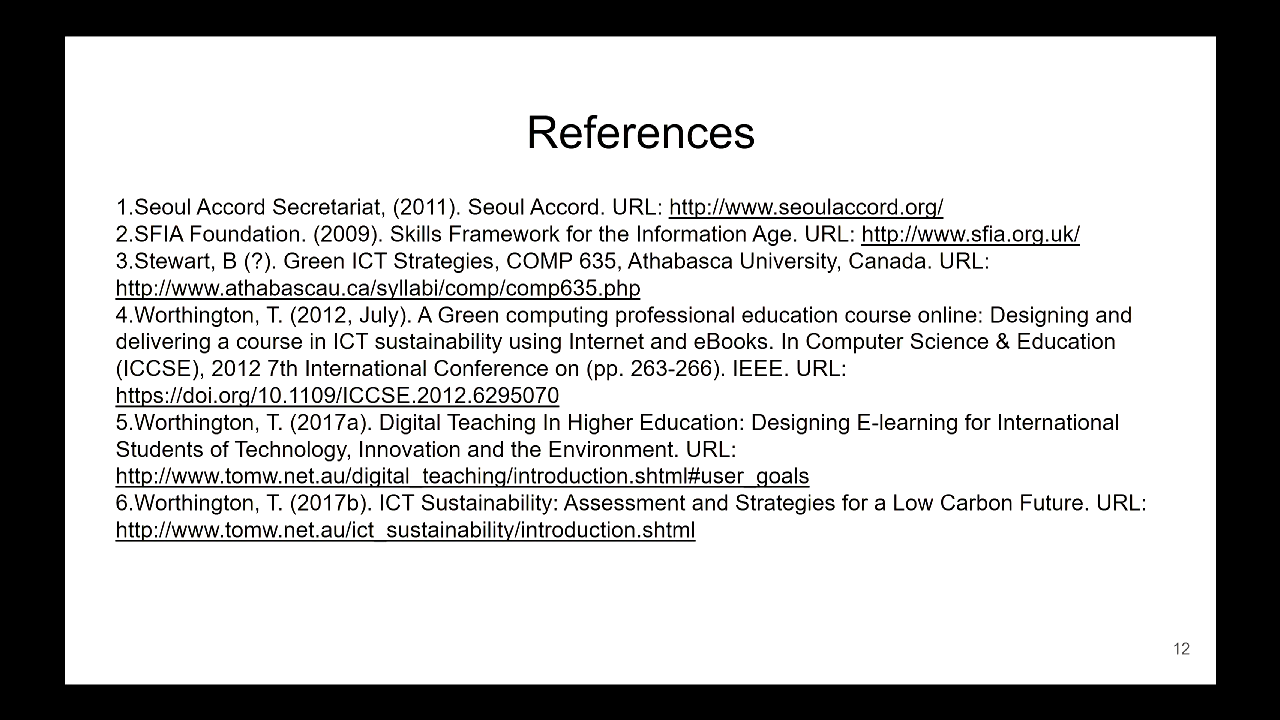 References
1.Seoul Accord Secretariat, (2011). Seoul Accord. URL: http://www.seoulaccord.org/
2.SFIA Foundation. (2009). Skills Framework for the Information Age. URL: http://www.sfia.org.uk/
3.Stewart, B (?). Green ICT Strategies, COMP 635, Athabasca University, Canada. URL:
http://www.athabascau.ca/syllabi/comp/comp635.php
4.Worthington, T. (2012, July). A Green computing professional education course online: Designing and
delivering a course in ICT sustainability using Internet and eBooks. In Computer Science & Education
(ICCSE), 2012 7th International Conference on (pp. 263-266). IEEE. URL:
https://doi.org/10.1109/ICCSE.2012.6295070
5.Worthington, T. (2017a). Digital Teaching In Higher Education: Designing E-learning for International
Students of Technology, Innovation and the Environment. URL:
http://www.tomw.net.au/digital_teaching/introduction.shtml#user_goals
6.Worthington, T. (2017b). ICT Sustainability: Assessment and Strategies for a Low Carbon Future. URL:
http://www.tomw.net.au/ict_sustainability/introduction.shtml
12